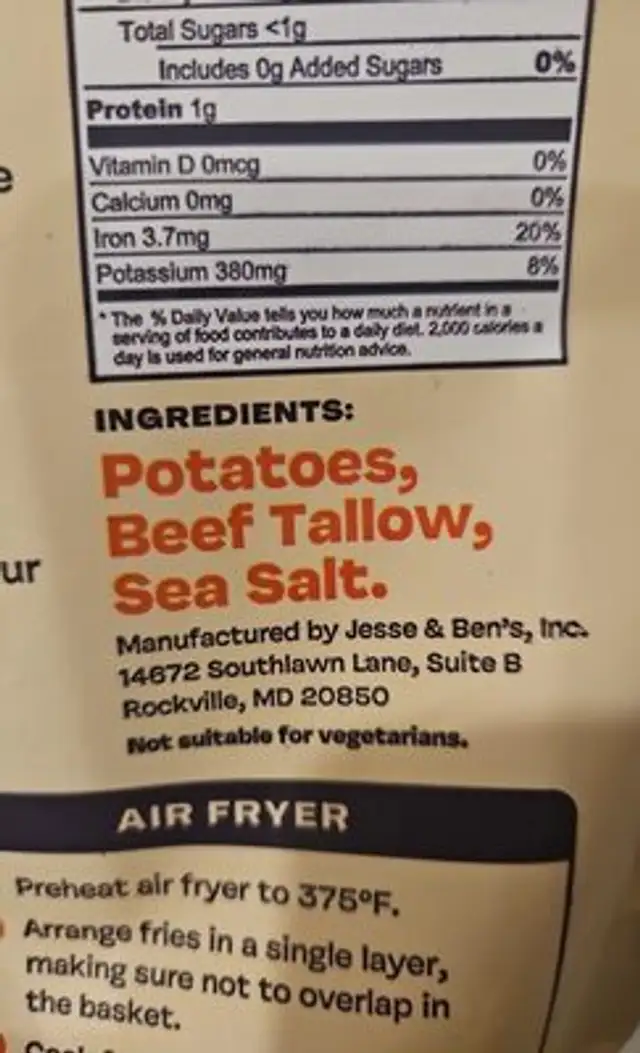 Total Sugars <1g
Includes 0g Added Sugars 0%
Protein 1g
Vitamin D 0mcg 0%
Calcium 0mg 0%
Iron 3.7mg 20%
Potassium 380mg 8%
* The % Daily Value tells you how much a nutrient in a
serving of food contributes to a daily diet. 2,000 calories a
day is used for general nutrition advice.
INGREDIENTS:
Potatoes,
Beef Tallow,
Sea Salt.
Manufactured by Jesse & Ben's, Inc.
14672 Southlawn Lane, Suite B
Rockville, MD 20850
Not suitable for vegetarians.
AIR FRYER
Preheat air fryer to 375°F.
Arrange fries in a single layer,
making sure not to overlap in
the basket.